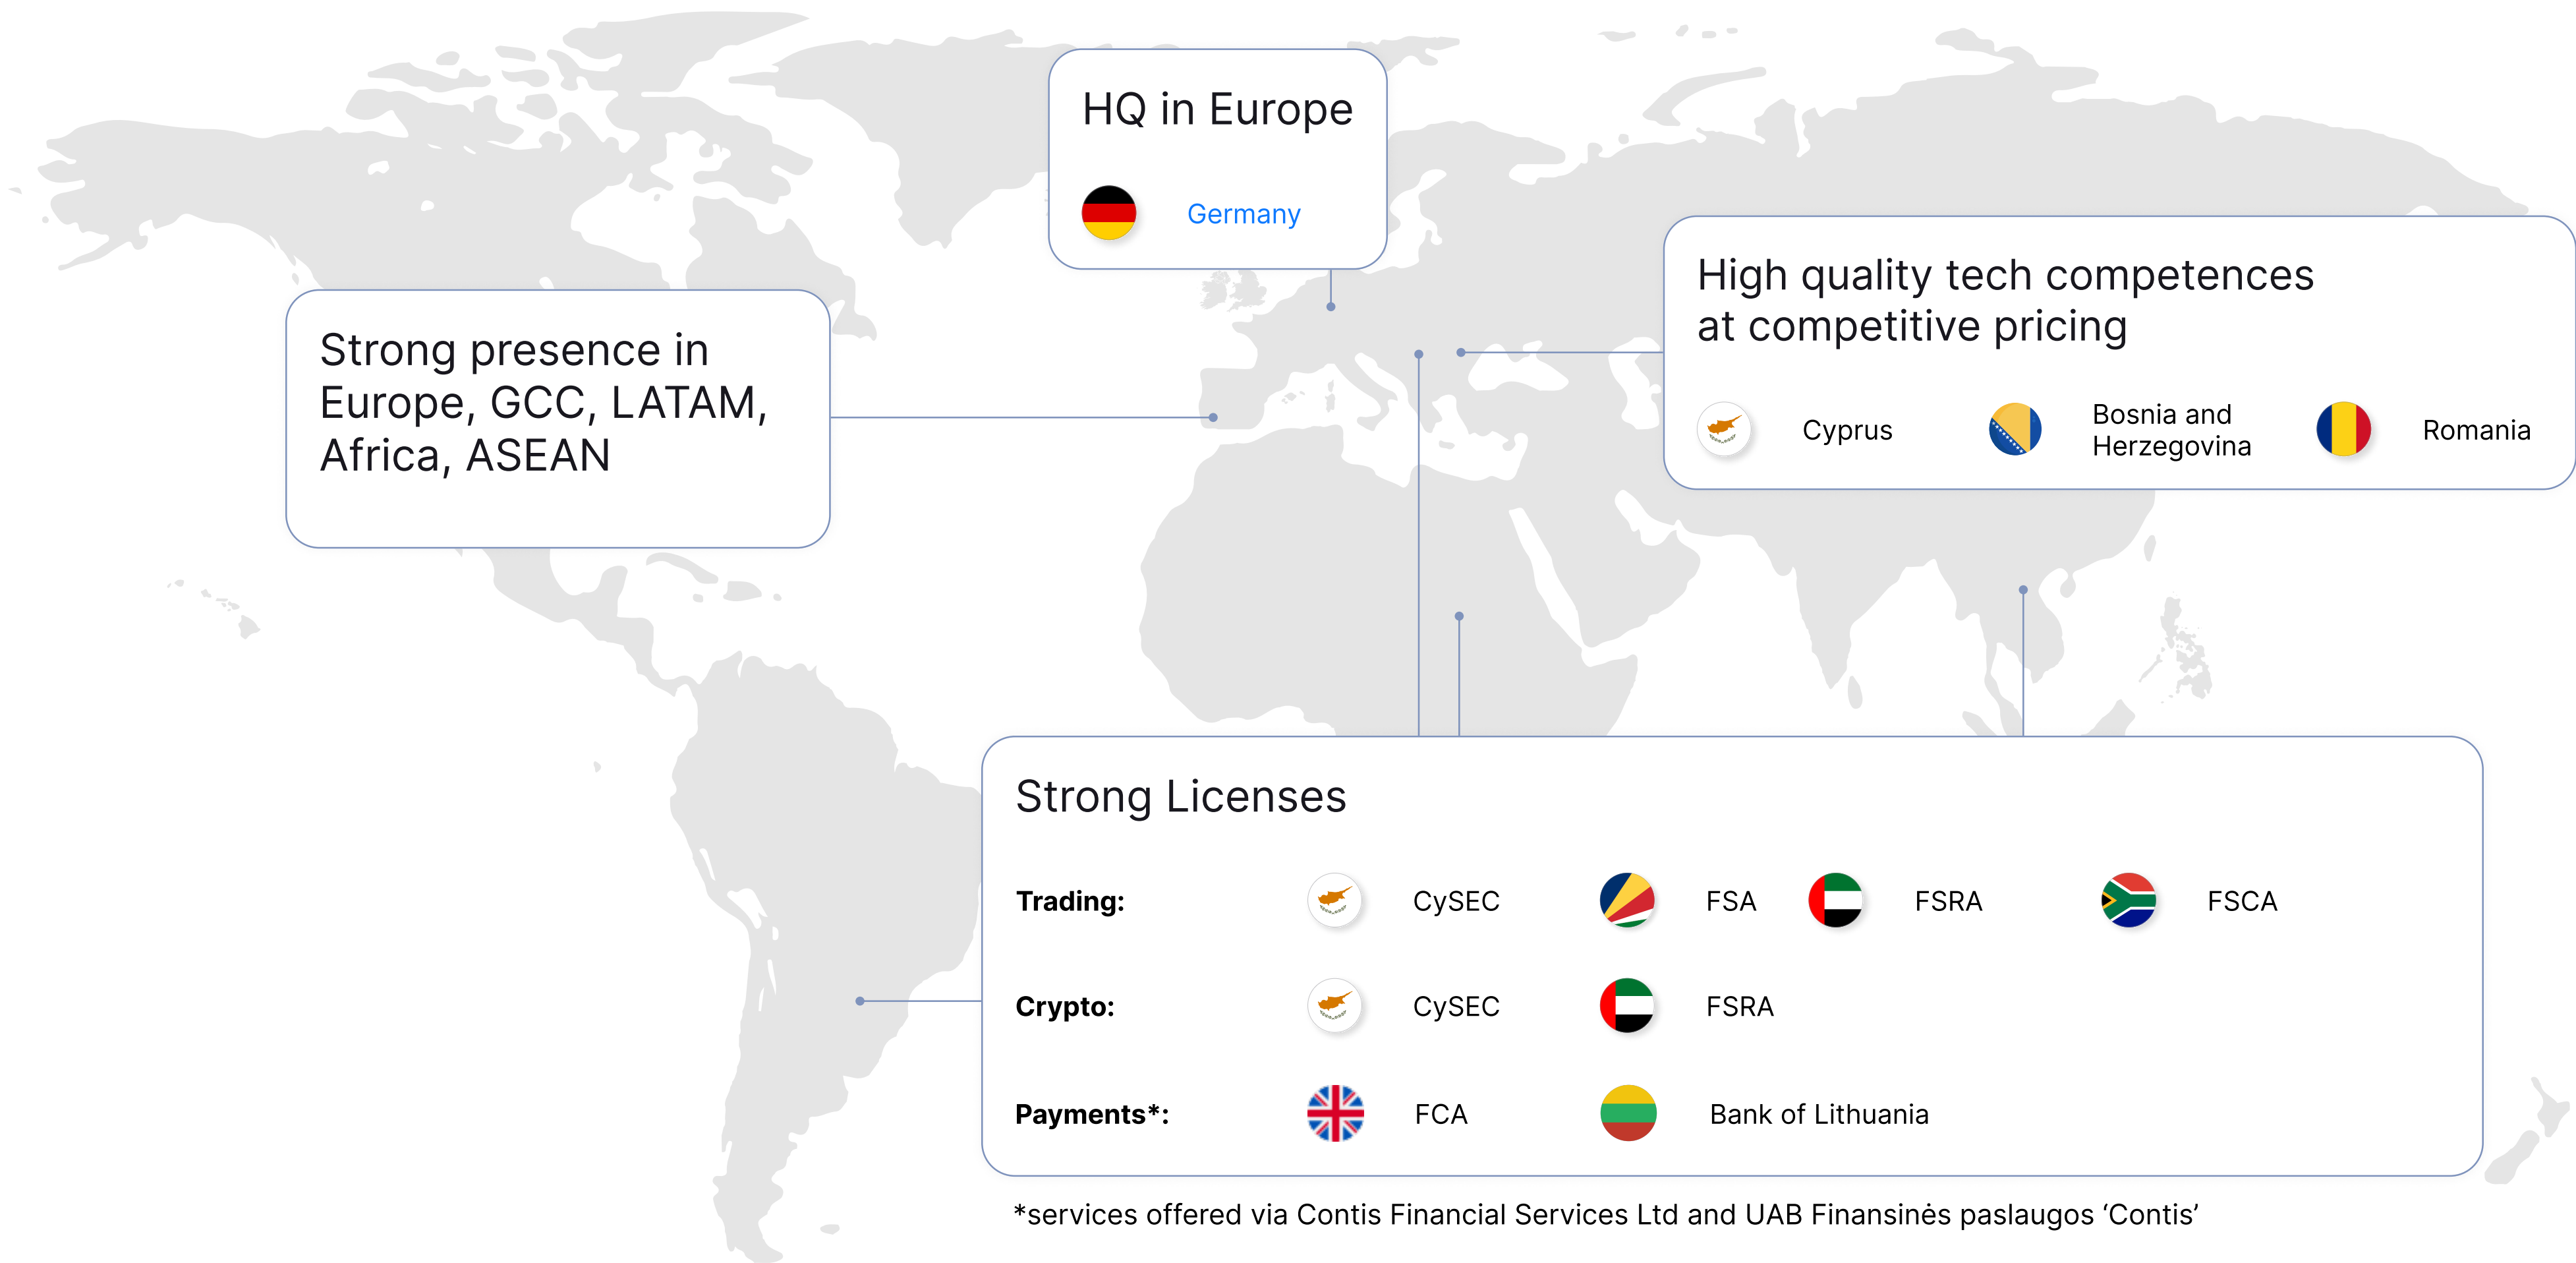 HQ in Europe
Germany
Strong presence in
Europe, GCC, LATAM,
Africa, ASEAN
High quality tech competences
at competitive pricing
Cyprus
Bosnia and
Herzegovina
Romania
Strong Licenses
Trading: CySEC FSA FSRA FSCA
Crypto: CySEC FSRA
Payments*: FCA Bank of Lithuania
*services offered via Contis Financial Services Ltd and UAB Finansinės paslaugos ‘Contis’